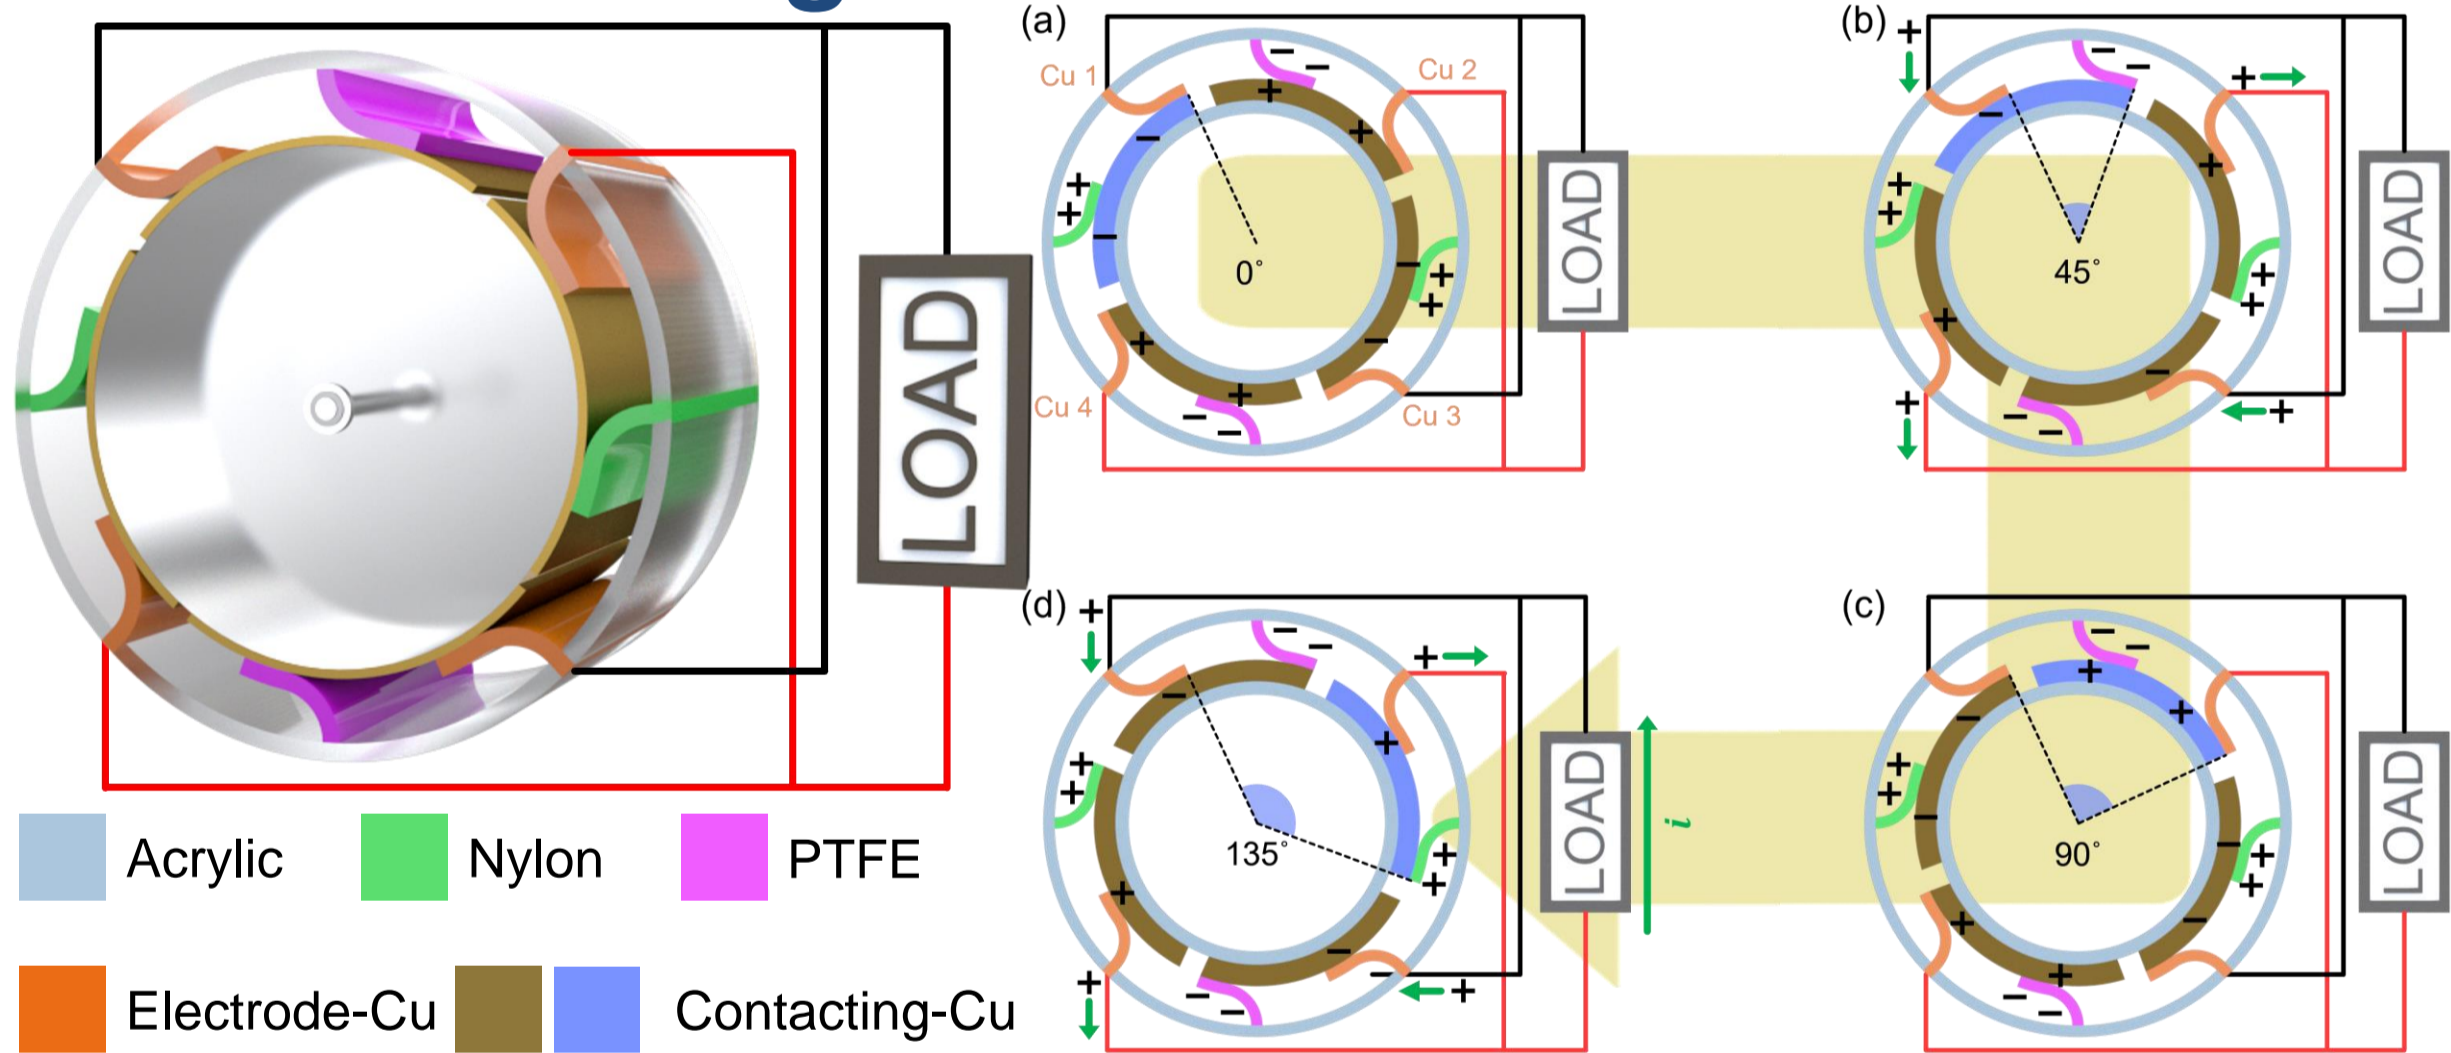 LOAD
Acrylic
Nylon
PTFE
Electrode-Cu
Contacting-Cu
(a)
Cu 1
Cu 2
− −
+ +
−
+ +
−
0°
−
+ +
−
+
+
− −
Cu 4
Cu 3
LOAD
(b)
+
+
− −
−
+
+ +
45°
+ +
+
−
− −
+
+
LOAD
(d)
+
+
− −
−
+
+ +
135°
+ +
+
−
− −
+
+
LOAD
i
(c)
− −
+ +
−
+ +
−
90°
−
+ +
+
−
+
− −
LOAD